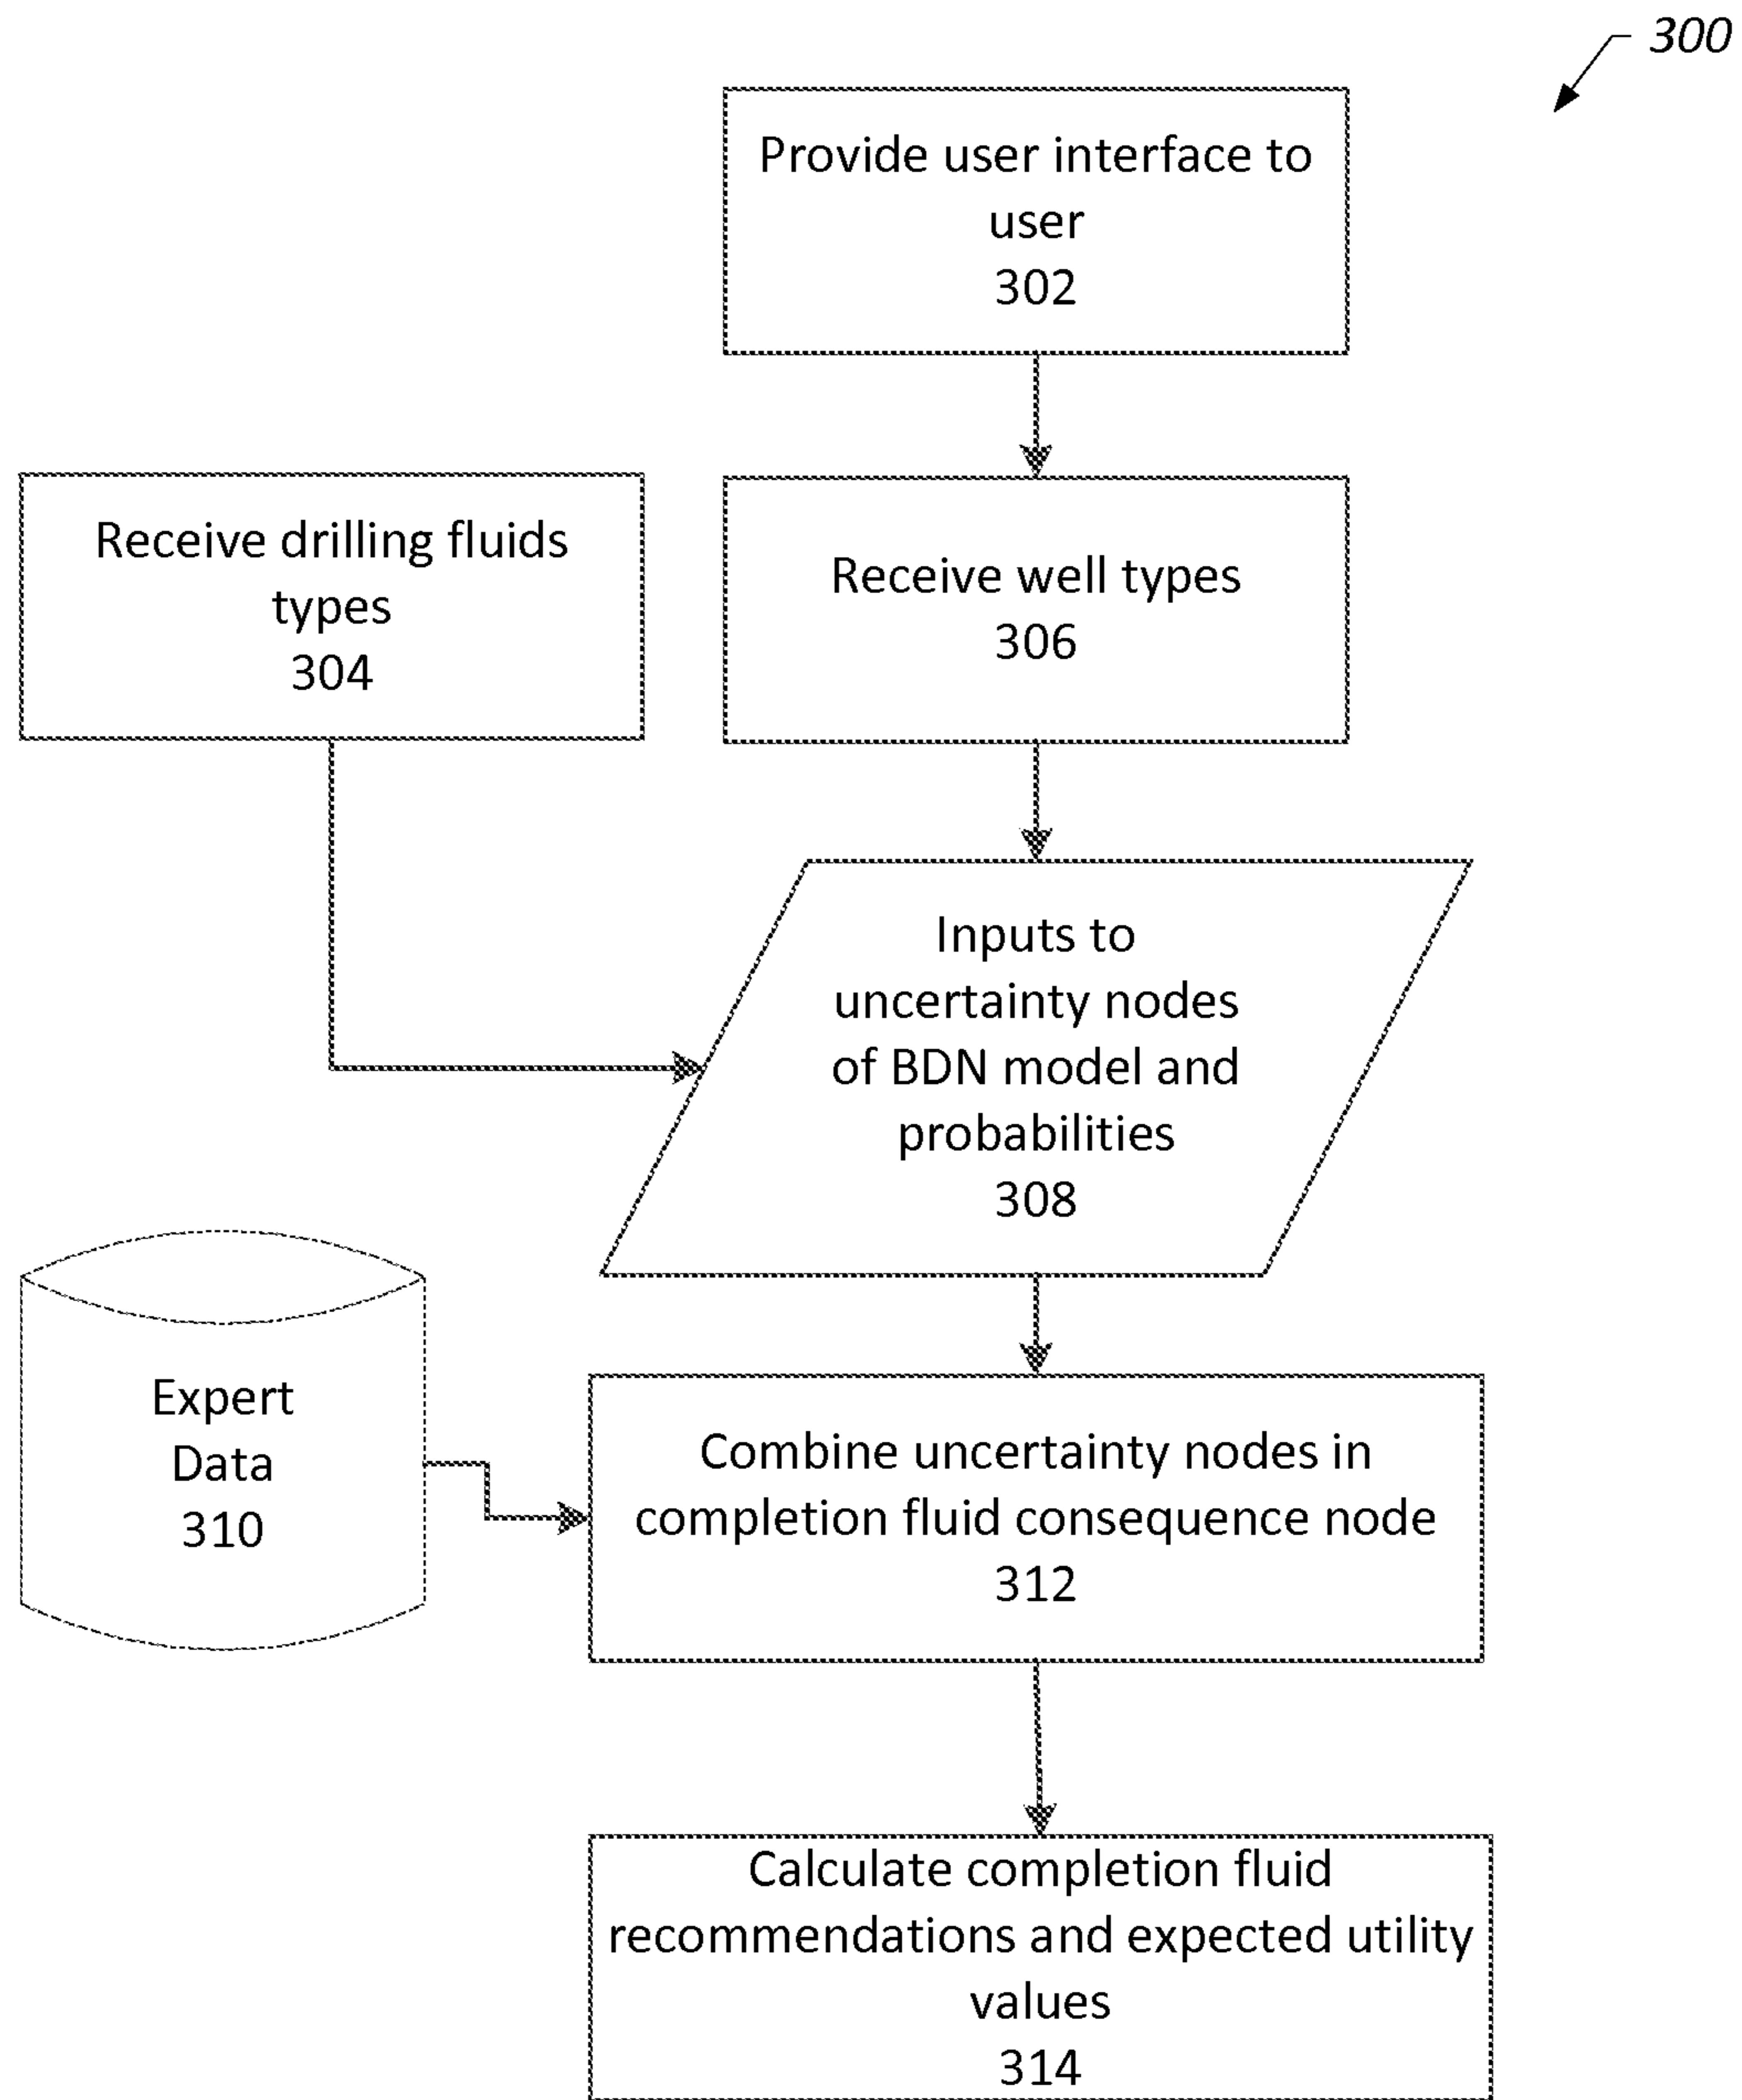 300
Provide user interface to
user
302
Receive drilling fluids
types
304
Receive well types
306
Inputs to
uncertainty nodes
of BDN model and
probabilities
308
Expert
Data
310
Combine uncertainty nodes in
completion fluid consequence node
312
Calculate completion fluid
recommendations and expected utility
values
314